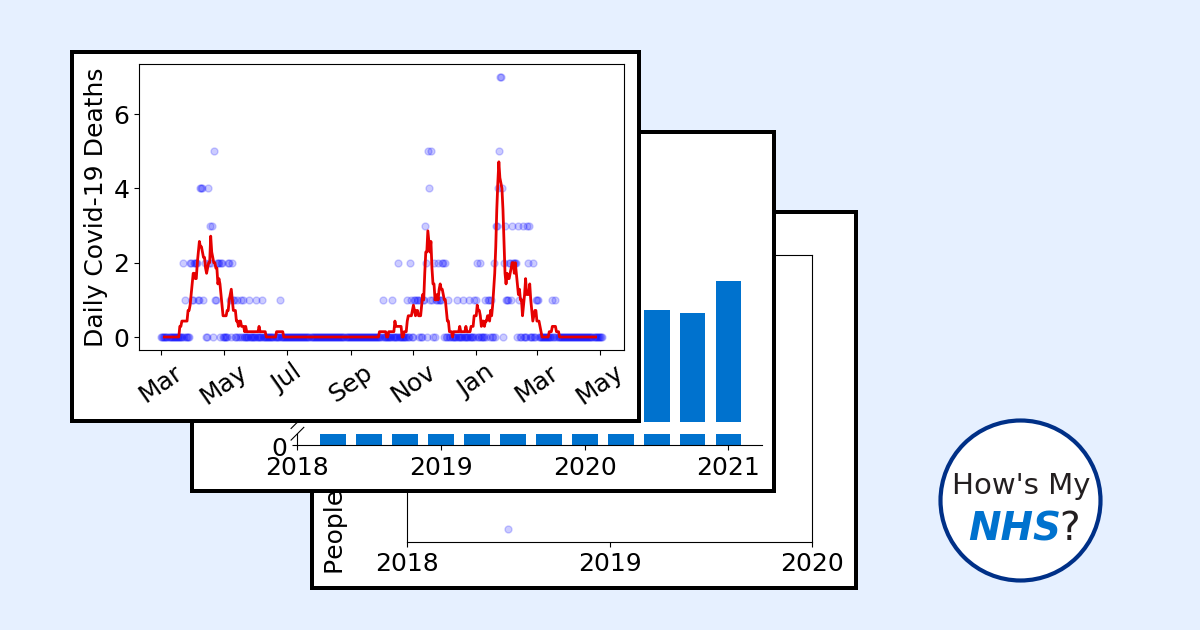 Daily Covid-19 Deaths
6
4
2
0
Mar May Jul Sep Nov Jan Mar May
0
2018 2019 2020 2021
People
2018 2019 2020
How's My
NHS?